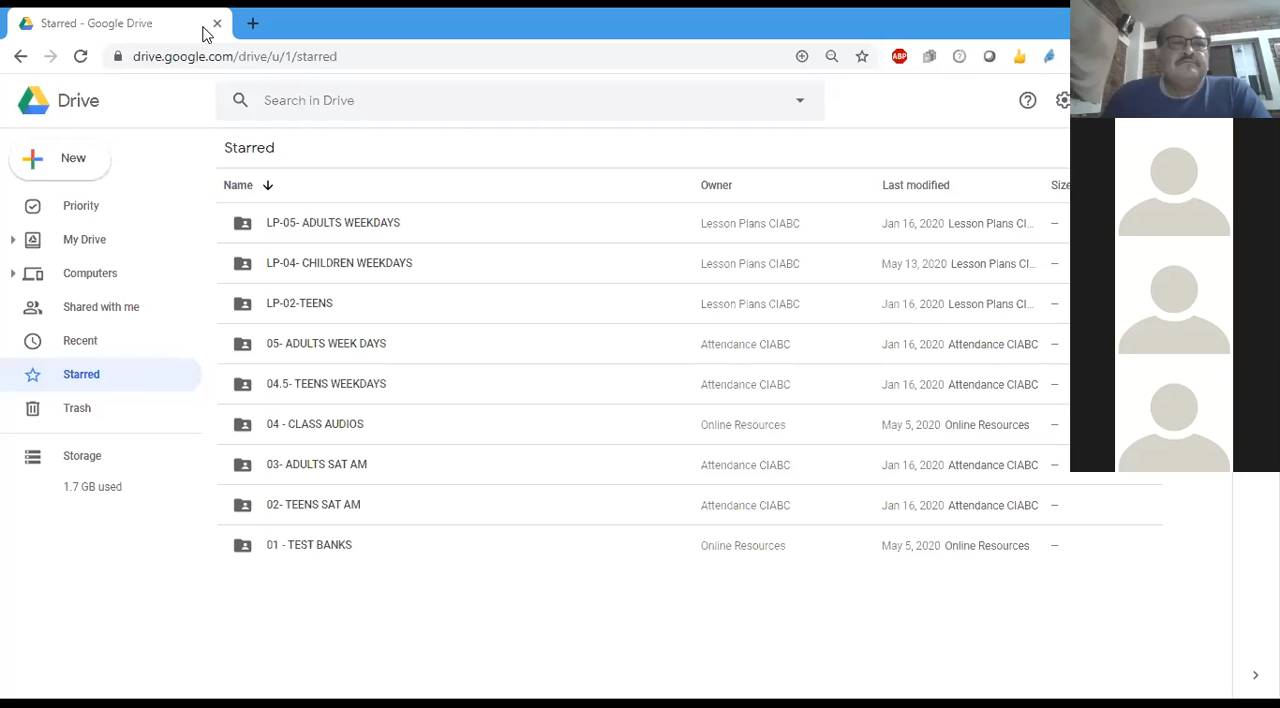 Starred - Google Drive
drive.google.com/drive/u/1/starred
ABP
Drive
Search in Drive
New
Priority
My Drive
Computers
Shared with me
Recent
Starred
Trash
Storage
1.7 GB used
Starred
Name Owner Last modified Size
LP-05- ADULTS WEEKDAYS Lesson Plans CIABC Jan 16, 2020 Lesson Plans CI... —
LP-04- CHILDREN WEEKDAYS Lesson Plans CIABC May 13, 2020 Lesson Plans CI... —
LP-02-TEENS Lesson Plans CIABC Jan 16, 2020 Lesson Plans CI... —
05- ADULTS WEEK DAYS Attendance CIABC Jan 16, 2020 Attendance CIABC —
04.5- TEENS WEEKDAYS Attendance CIABC Jan 16, 2020 Attendance CIABC —
04 - CLASS AUDIOS Online Resources May 5, 2020 Online Resources —
03- ADULTS SAT AM Attendance CIABC Jan 16, 2020 Attendance CIABC —
02- TEENS SAT AM Attendance CIABC Jan 16, 2020 Attendance CIABC —
01 - TEST BANKS Online Resources May 5, 2020 Online Resources —